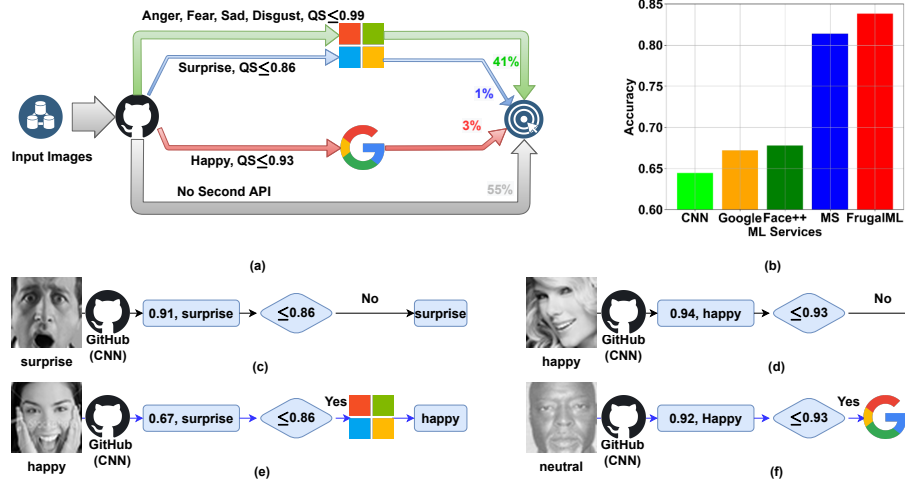 Anger, Fear, Sad, Disgust, QS≤0.99
Surprise, QS≤0.86
41%
1%
3%
Input Images
Happy, QS≤0.93
No Second API
55%
(a)
0.85
0.80
0.75
0.70
0.65
0.60
Accuracy
CNN
Google
Face++
MS
FrugalML
ML Services
(b)
surprise
GitHub
(CNN)
0.91, surprise
≤0.86
No
surprise
(c)
happy
GitHub
(CNN)
0.94, happy
≤0.93
No
(d)
happy
GitHub
(CNN)
0.67, surprise
≤0.86
Yes
happy
(e)
neutral
GitHub
(CNN)
0.92, Happy
≤0.93
Yes
(f)